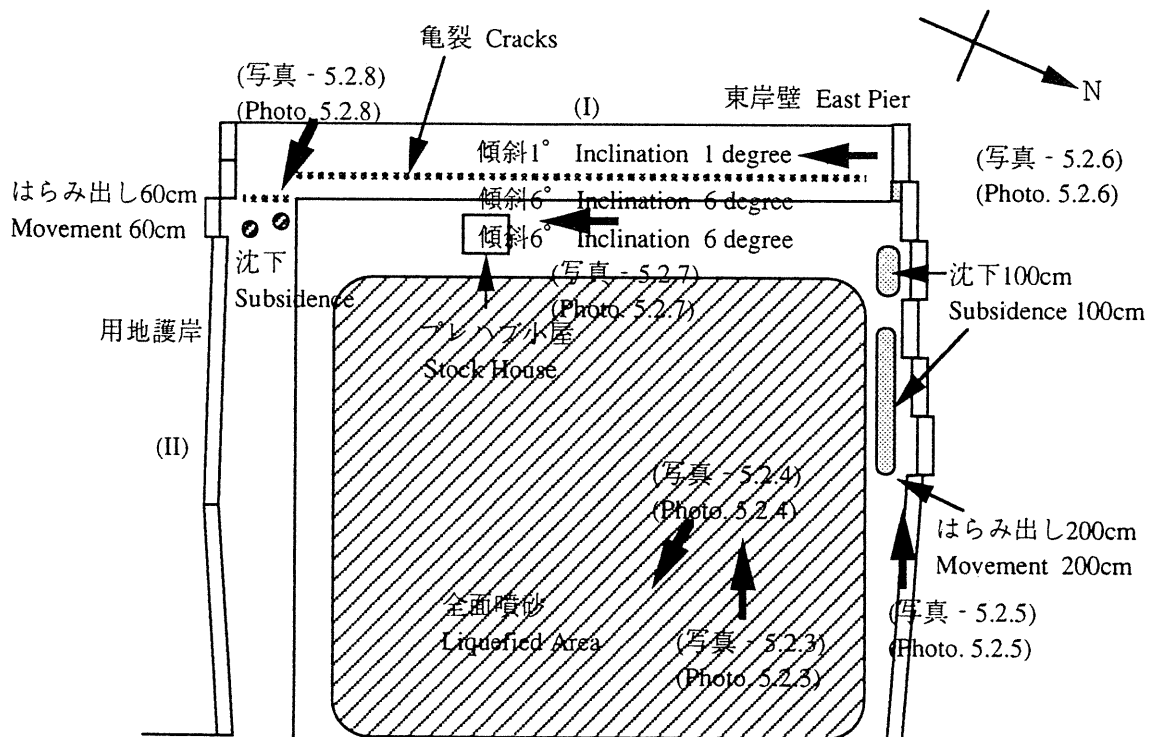 亀裂 Cracks
(写真 - 5.2.8)
(Photo. 5.2.8)
(I)
東岸壁 East Pier
N
傾斜1° Inclination 1 degree
(写真 - 5.2.6)
(Photo. 5.2.6)
はらみ出し60cm
Movement 60cm
傾斜6° Inclination 6 degree
傾斜6° Inclination 6 degree
沈下
Subsidence
(写真 - 5.2.7)
(Photo. 5.2.7)
沈下100cm
Subsidence 100cm
用地護岸
プレハブ小屋
Stock House
(II)
(写真 - 5.2.4)
(Photo. 5.2.4)
はらみ出し200cm
Movement 200cm
全面噴砂
Liquefied Area
(写真 - 5.2.3)
(Photo. 5.2.3)
(写真 - 5.2.5)
(Photo. 5.2.5)